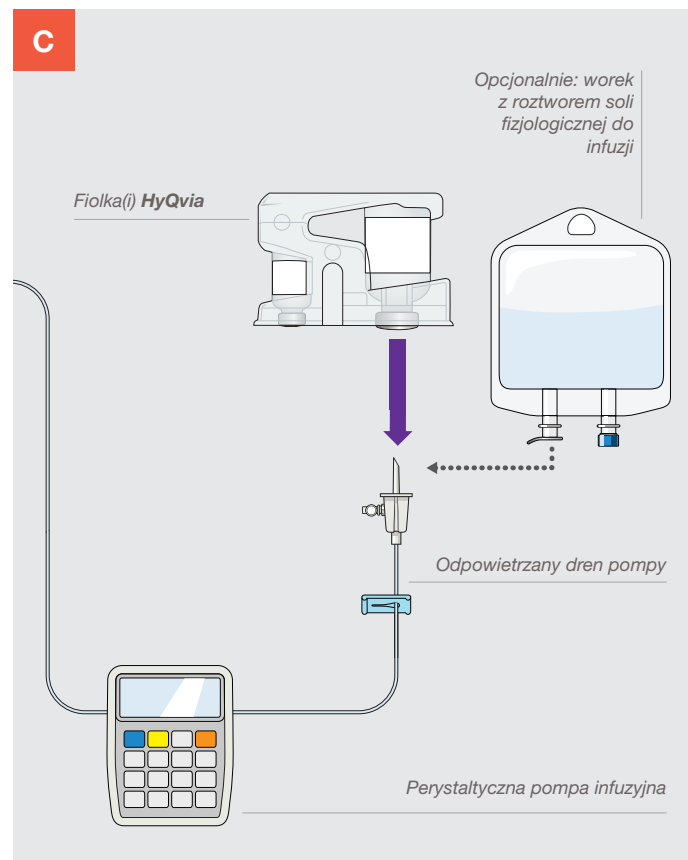 C
Opcjonalnie: worek
z roztworem soli
fizjologicznej do
infuzji
Fiolka(i) HyQvia
Odpowietrzany dren pompy
Perystaltyczna pompa infuzyjna